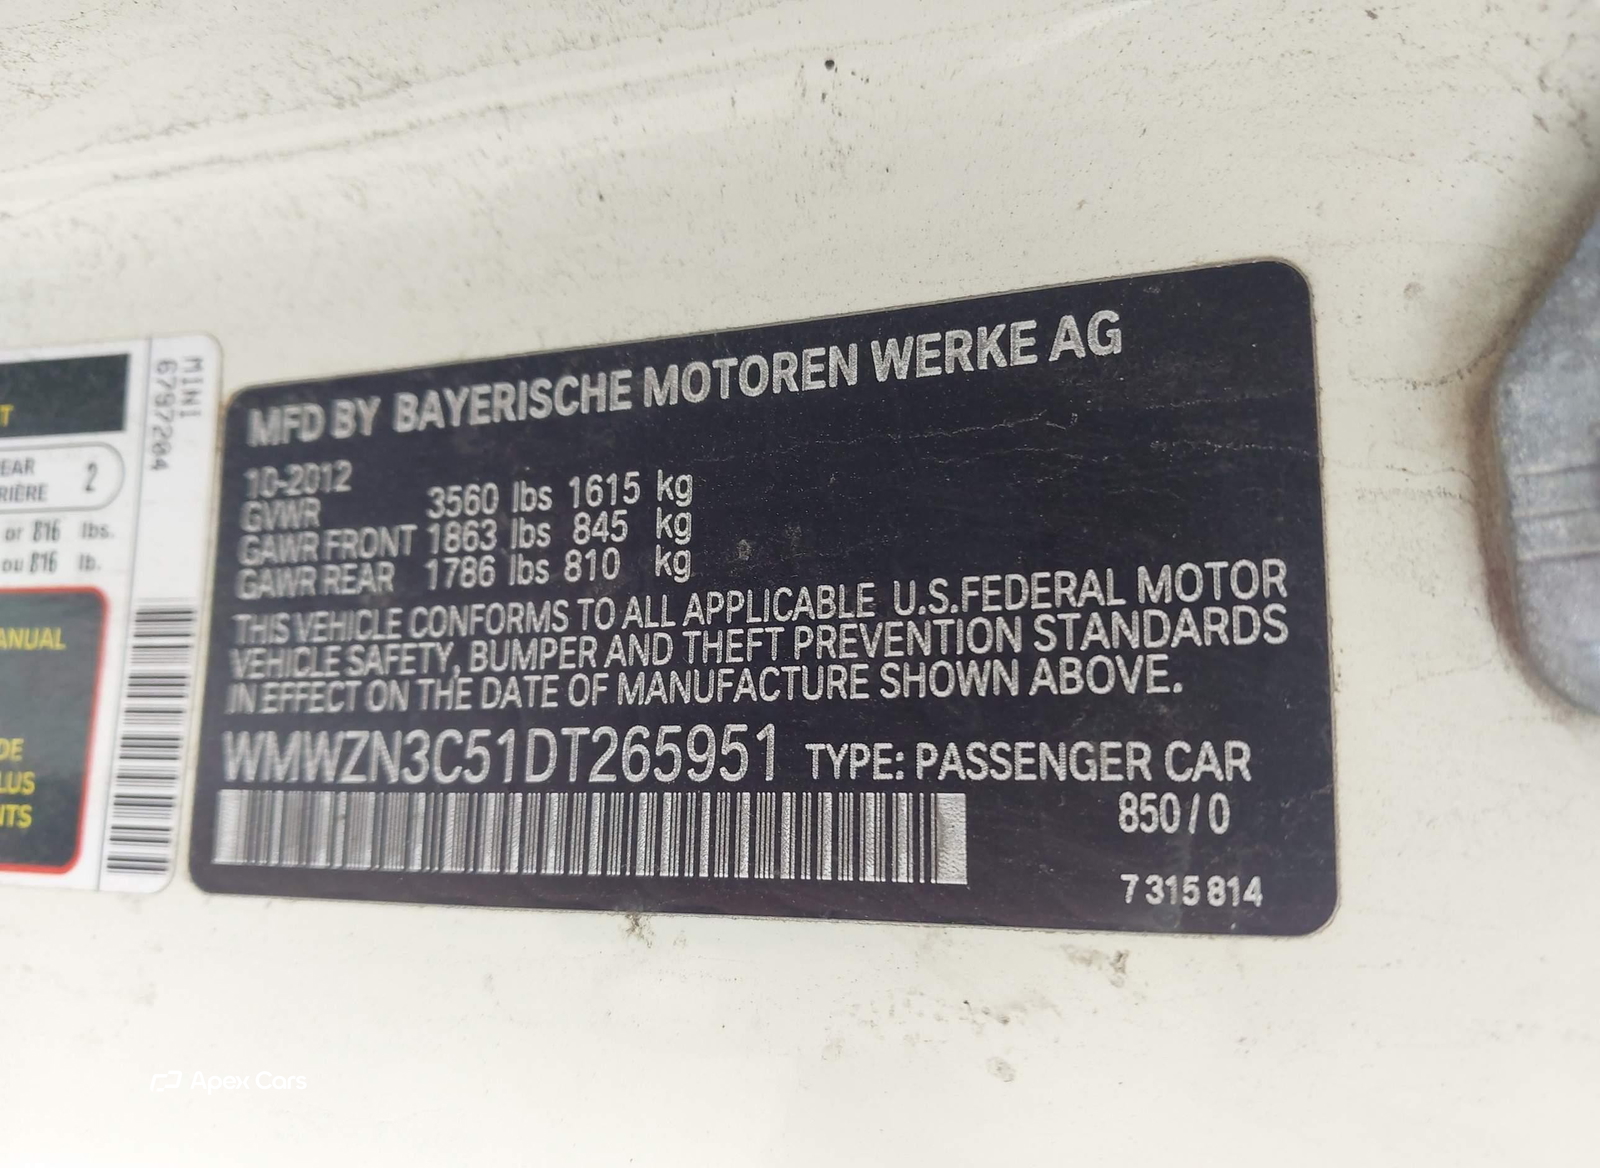 MINI
6797204
T
EAR
RIÈRE 2
or 816 lbs.
ou 816 lb.
ANUAL
DE
LUS
NTS
MFD BY BAYERISCHE MOTOREN WERKE AG
10-2012
GVWR 3560 lbs 1615 kg
GAWR FRONT 1863 lbs 845 kg
GAWR REAR 1786 lbs 810 kg
THIS VEHICLE CONFORMS TO ALL APPLICABLE U.S.FEDERAL MOTOR
VEHICLE SAFETY, BUMPER AND THEFT PREVENTION STANDARDS
IN EFFECT ON THE DATE OF MANUFACTURE SHOWN ABOVE.
WMWZN3C51DT265951 TYPE: PASSENGER CAR
850 / 0
7 315 814
Apex Cars